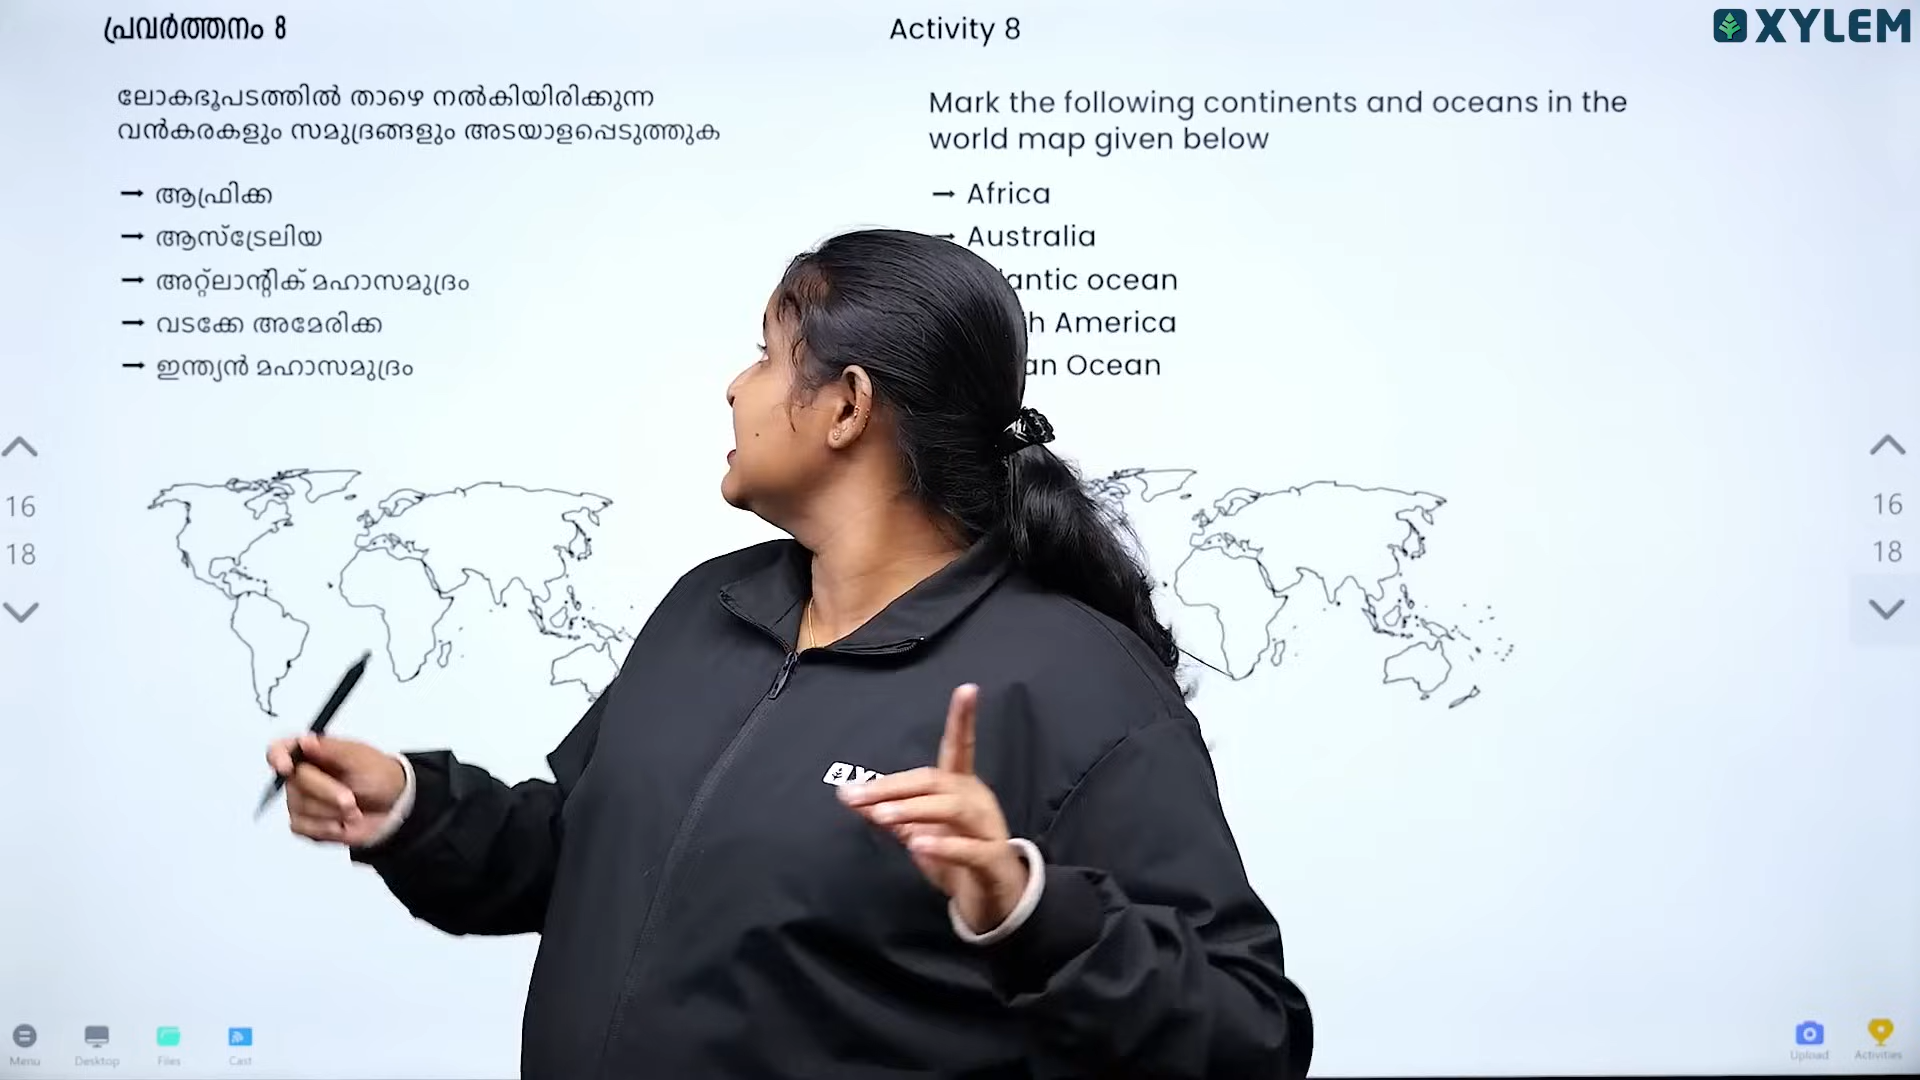 പ്രവർത്തനം 8
Activity 8
XYLEM
ലോകഭൂപടത്തിൽ താഴെ നൽകിയിരിക്കുന്ന
വൻകരകളും സമുദ്രങ്ങളും അടയാളപ്പെടുത്തുക
→ ആഫ്രിക്ക
→ ആസ്ട്രേലിയ
→ അറ്റ്ലാന്റിക് മഹാസമുദ്രം
→ വടക്കേ അമേരിക്ക
→ ഇന്ത്യൻ മഹാസമുദ്രം
Mark the following continents and oceans in the
world map given below
→ Africa
→ Australia
ocean
America
Ocean
16
18
16
18
Menu
Desktop
Files
Cast
Upload
Activities